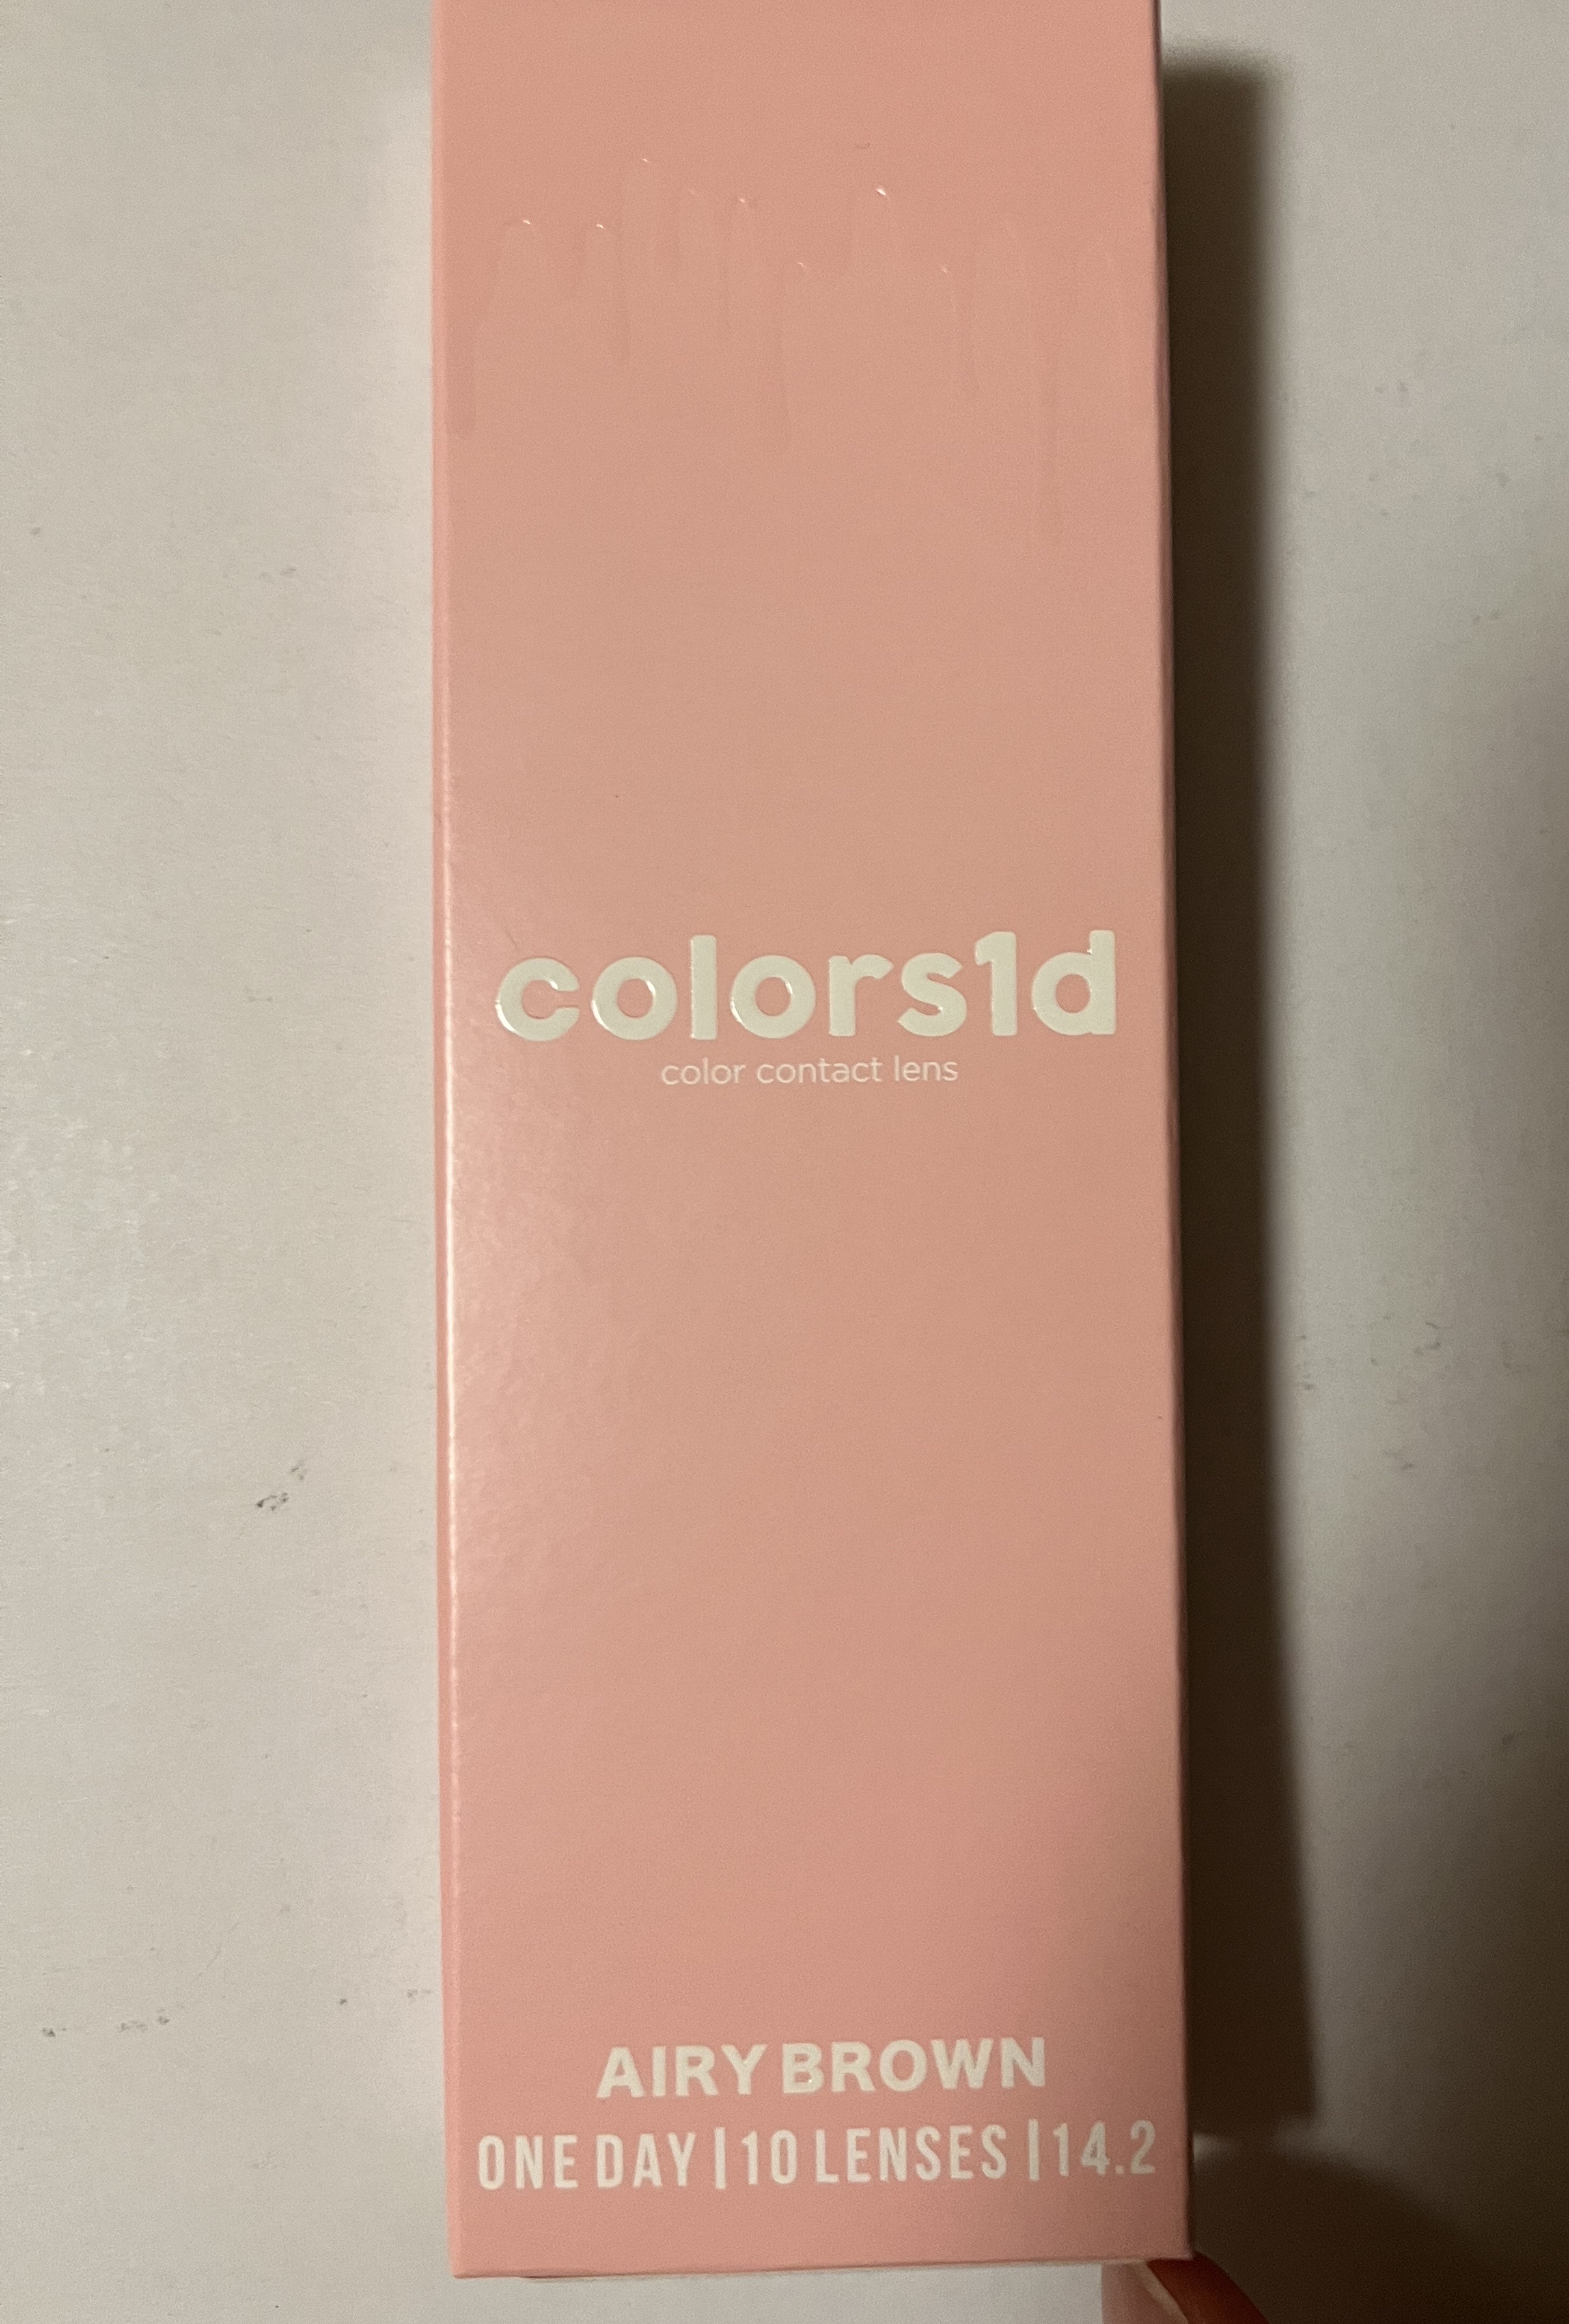 colors1d
color contact lens
AIRY BROWN
ONE DAY | 10 LENSES | 14.2